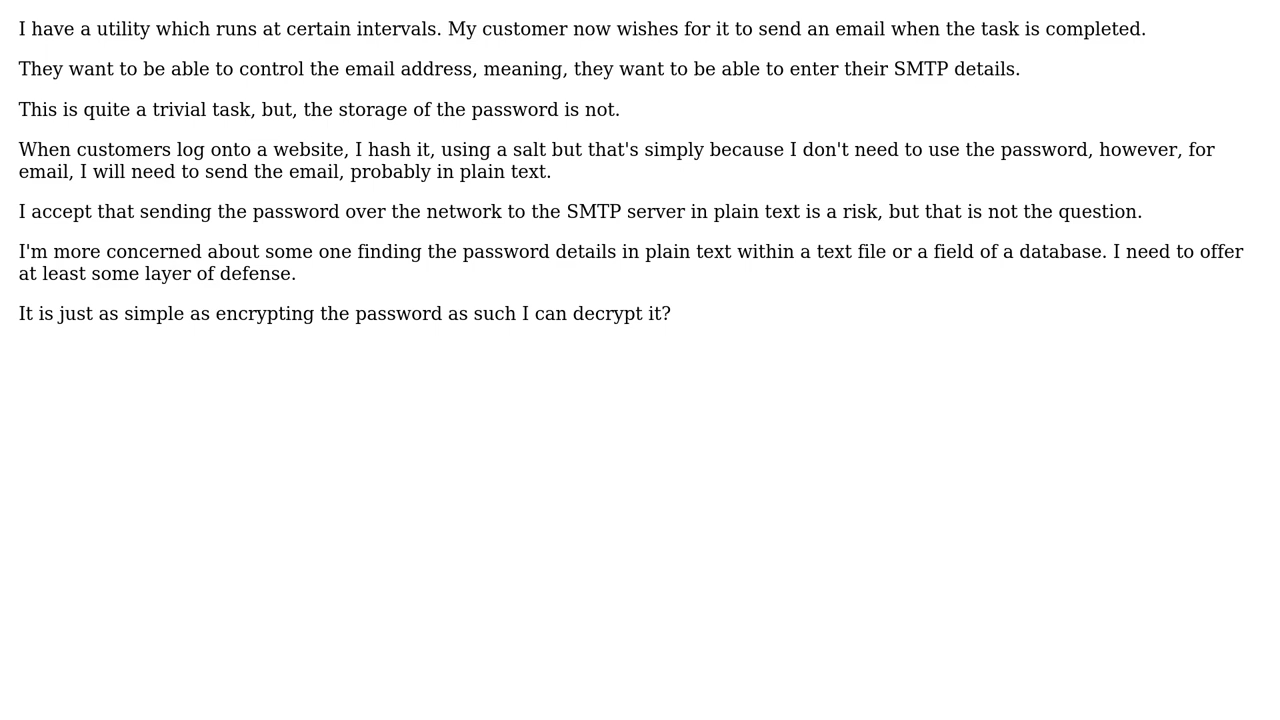 I have a utility which runs at certain intervals. My customer now wishes for it to send an email when the task is completed.
They want to be able to control the email address, meaning, they want to be able to enter their SMTP details.
This is quite a trivial task, but, the storage of the password is not.
When customers log onto a website, I hash it, using a salt but that's simply because I don't need to use the password, however, for
email, I will need to send the email, probably in plain text.
I accept that sending the password over the network to the SMTP server in plain text is a risk, but that is not the question.
I'm more concerned about some one finding the password details in plain text within a text file or a field of a database. I need to offer
at least some layer of defense.
It is just as simple as encrypting the password as such I can decrypt it?